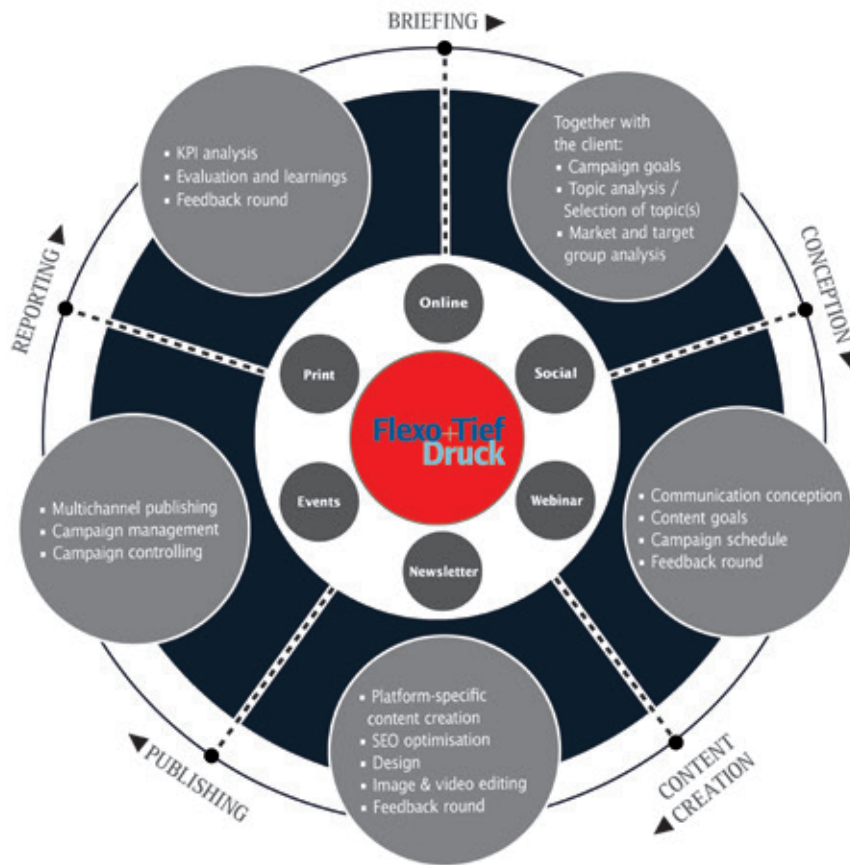 BRIEFING ▶
Together with
the client:
▪ Campaign goals
▪ Topic analysis /
Selection of topic(s)
▪ Market and target
group analysis
CONCEPTION ▶
▪ Communication conception
▪ Content goals
▪ Campaign schedule
▪ Feedback round
CONTENT
CREATION ▶
▪ Platform-specific
content creation
▪ SEO optimisation
▪ Design
▪ Image & video editing
▪ Feedback round
◀ PUBLISHING
▪ Multichannel publishing
▪ Campaign management
▪ Campaign controlling
REPORTING ▶
▪ KPI analysis
▪ Evaluation and learnings
▪ Feedback round
Online
Social
Webinar
Newsletter
Events
Print
Flexo+Tief
Druck